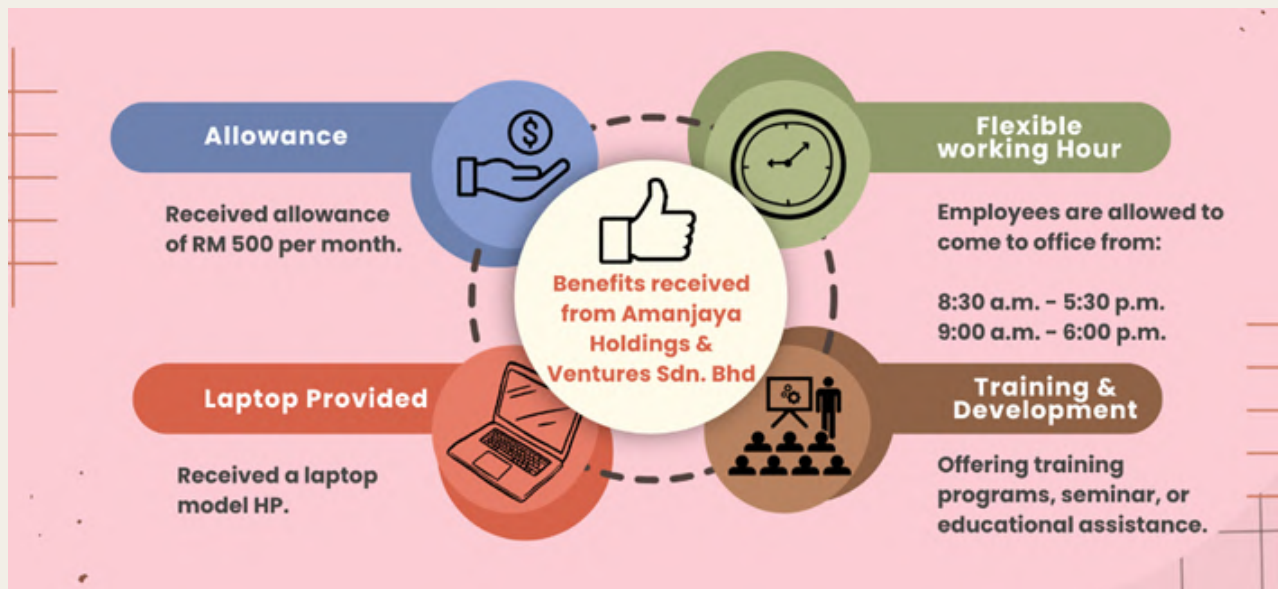 Allowance
Received allowance
of RM 500 per month.
Flexible
working Hour
Employees are allowed to
come to office from:
8:30 a.m. - 5:30 p.m.
9:00 a.m. - 6:00 p.m.
$
Benefits received
from Amanjaya
Holdings &
Ventures Sdn. Bhd
Laptop Provided
Received a laptop
model HP.
Training &
Development
Offering training
programs, seminar, or
educational assistance.